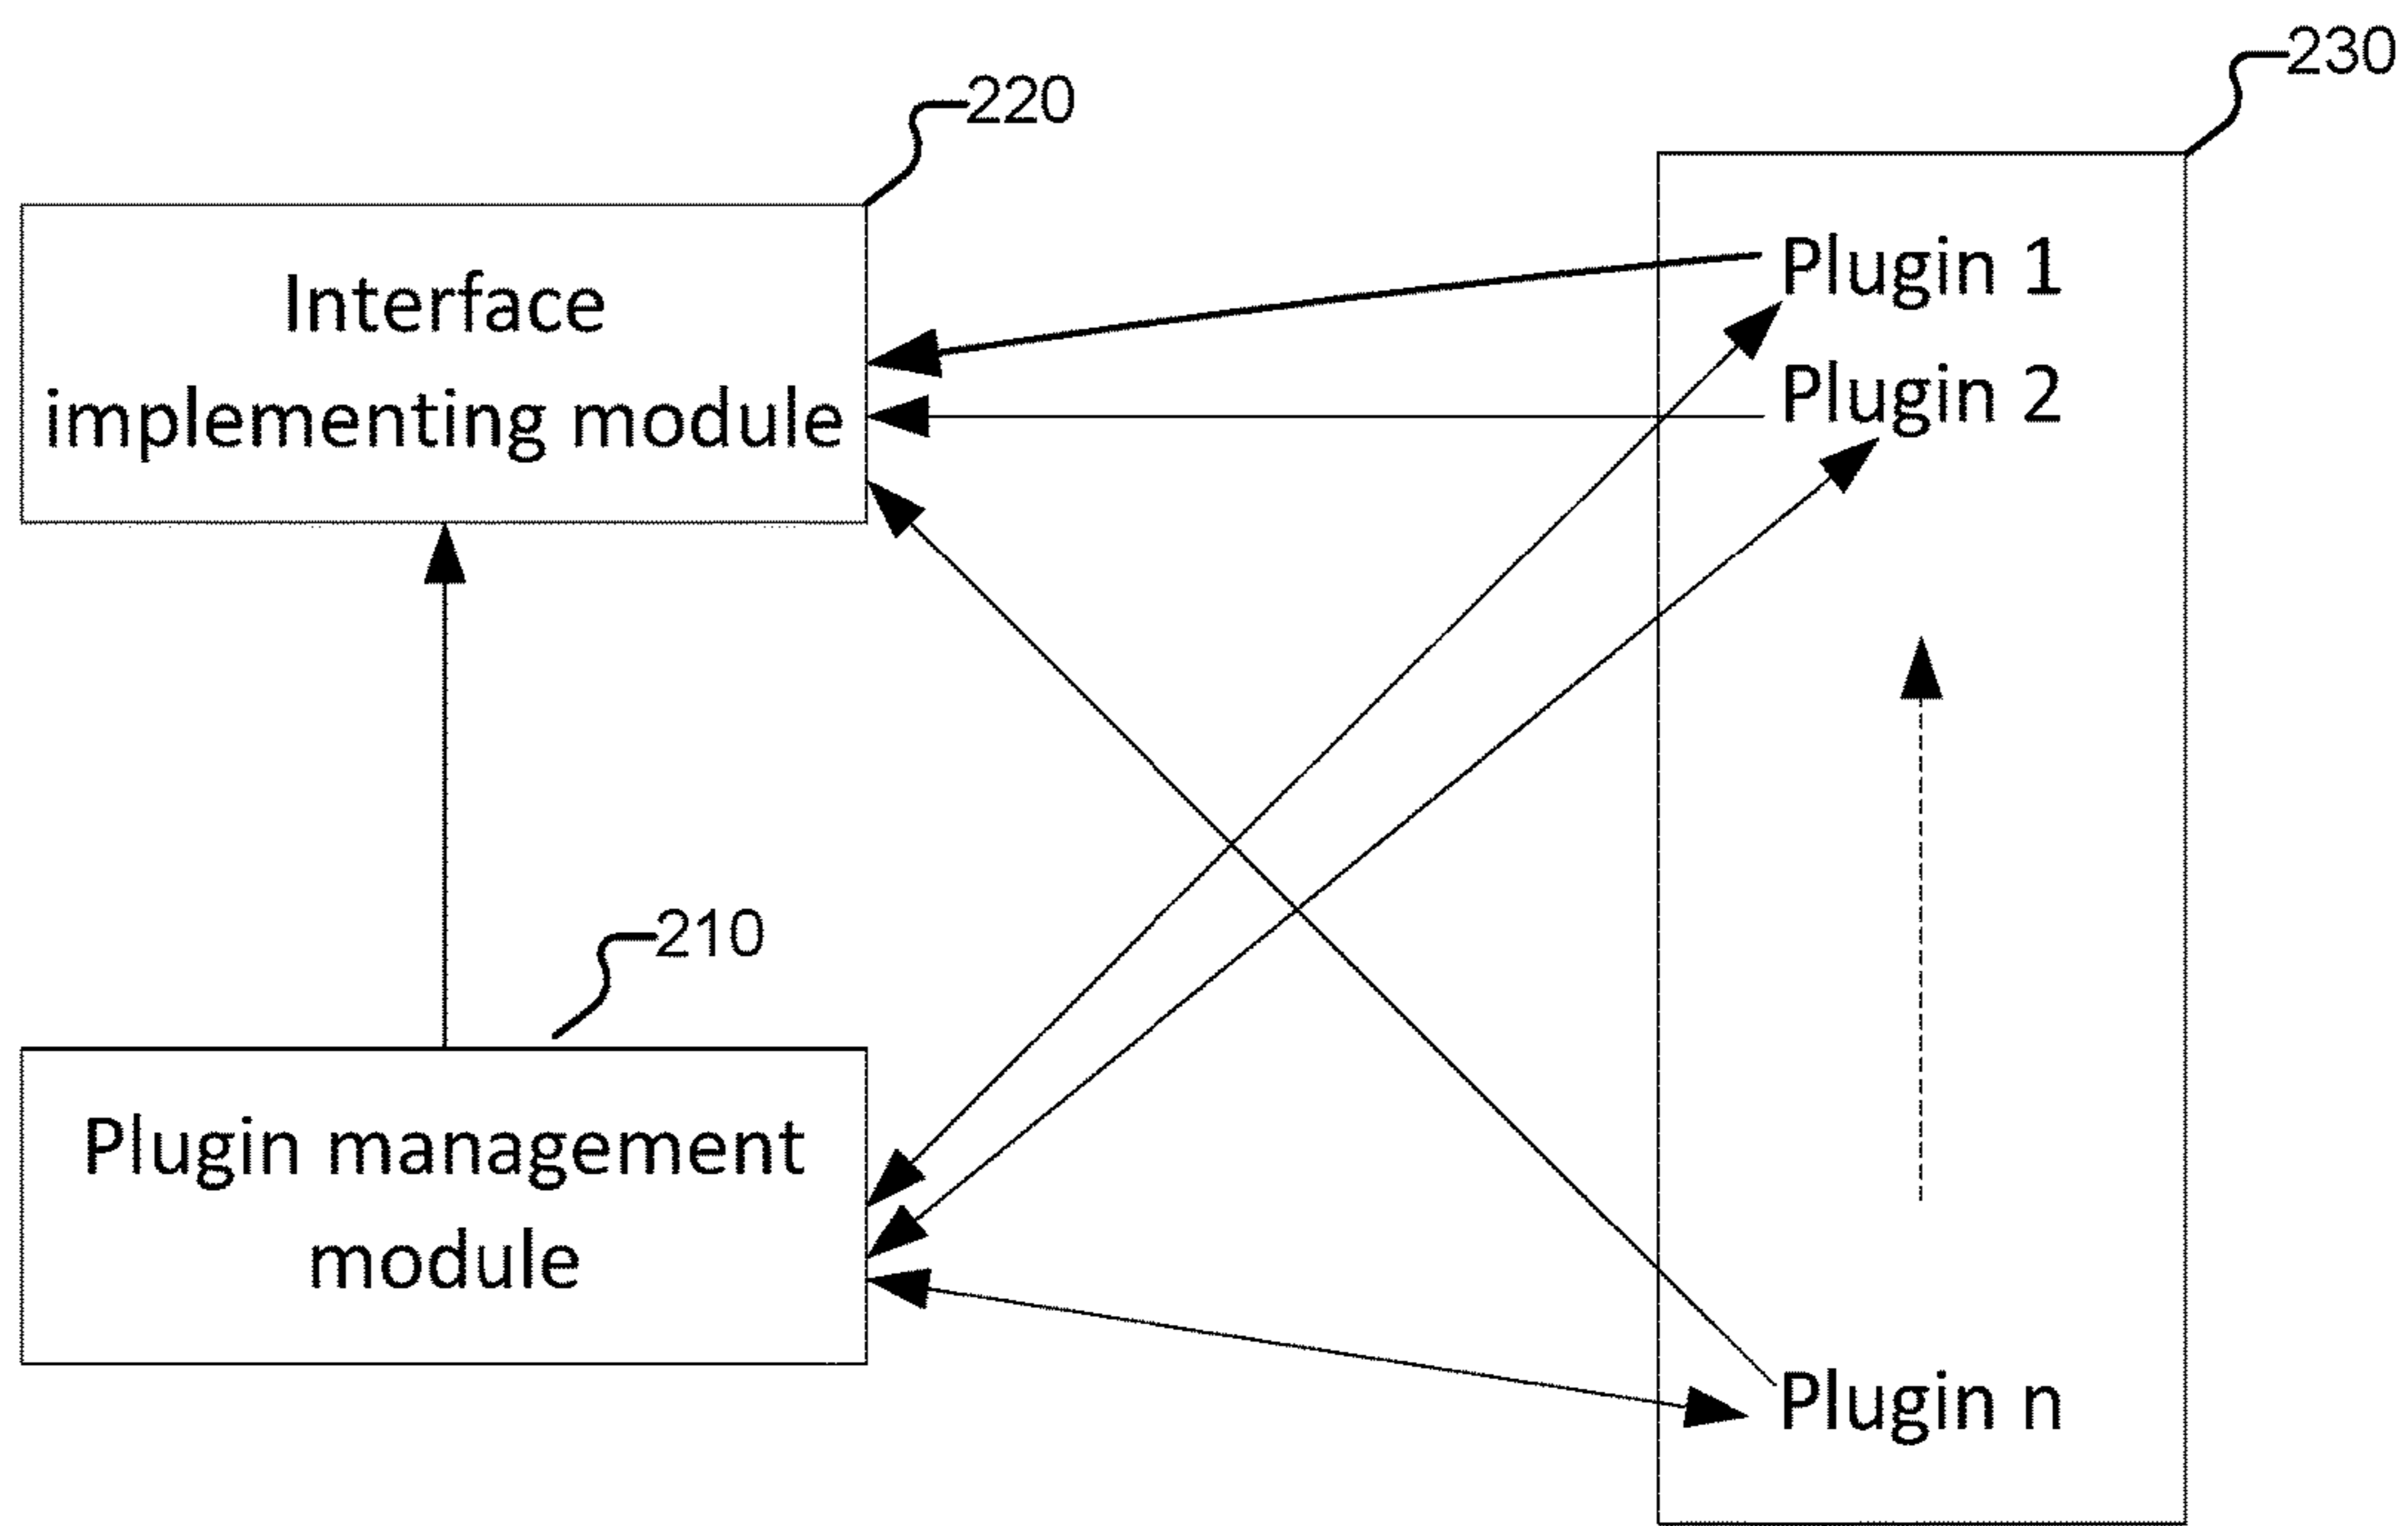 230
220
Interface
implementing module
Plugin 1
Plugin 2
210
Plugin management
module
Plugin n